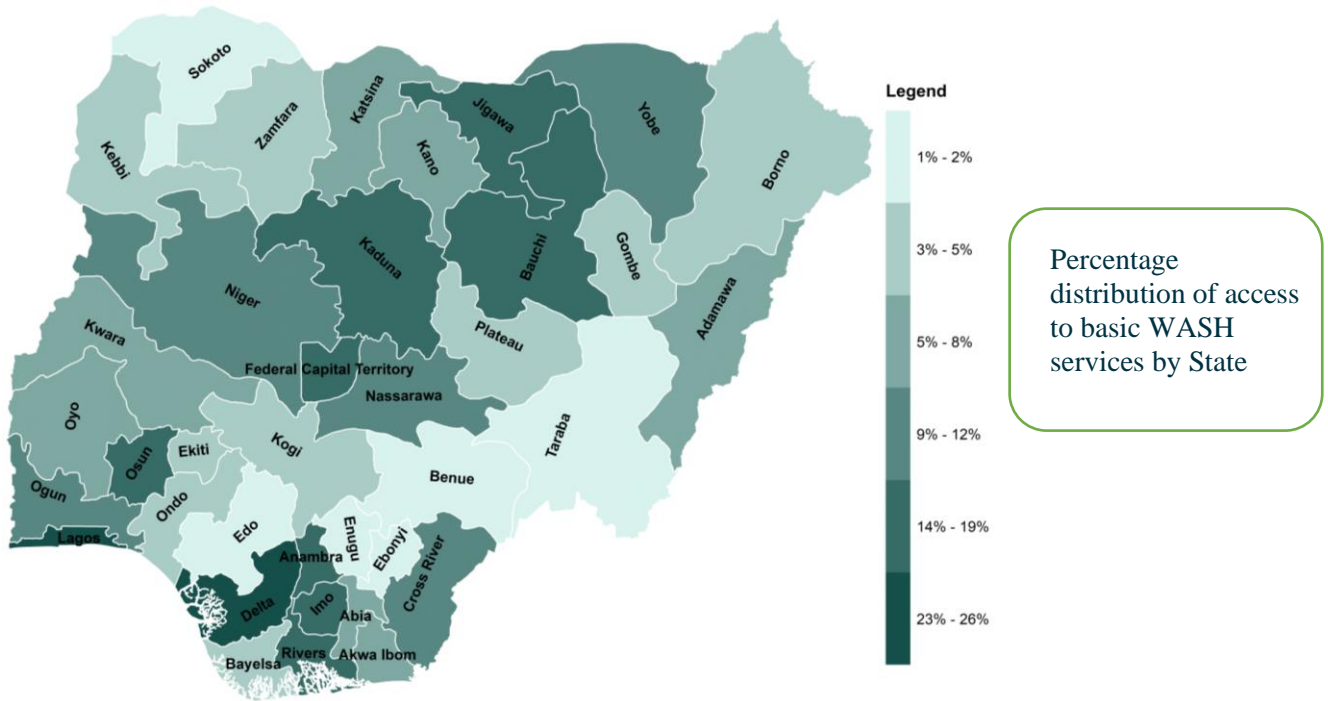 Sokoto
Katsina
Jigawa
Yobe
Zamfara
Kano
Kebbi
Borno
Kaduna
Bauchi
Gombe
Niger
Adamawa
Kwara
Plateau
Federal Capital Territory
Nassarawa
Oyo
Taraba
Kogi
Ekiti
Osun
Benue
Ogun
Ondo
Edo
Lagos
Enugu
Ebonyi
Anambra
Cross River
Delta
Imo
Abia
Rivers
Akwa Ibom
Bayelsa
Legend
1% - 2%
3% - 5%
5% - 8%
9% - 12%
14% - 19%
23% - 26%
Percentage
distribution of access
to basic WASH
services by State